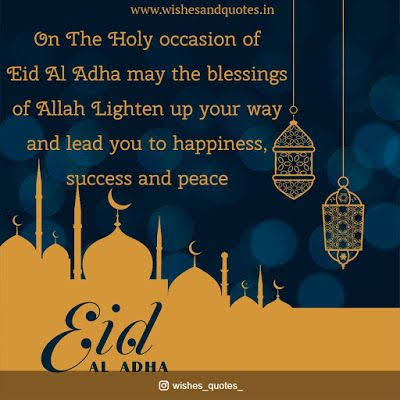 www.wishesandquotes.in
On The Holy occasion of
Eid Al Adha may the blessings
of Allah Lighten up your way
and lead you to happiness,
success and peace
Eid
AL ADHA
wishes_quotes_